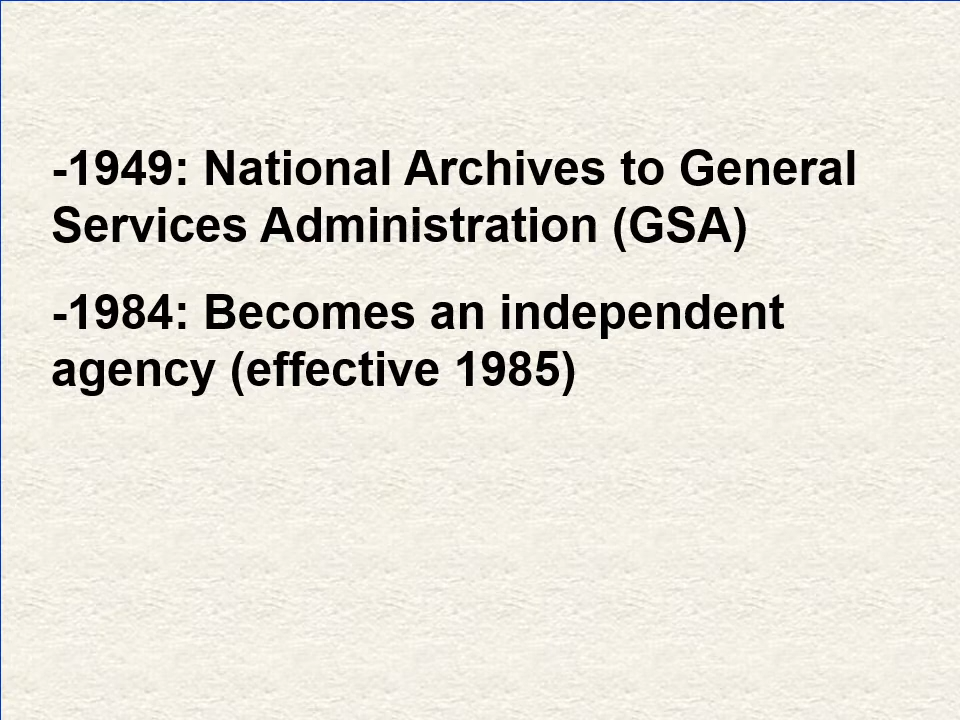 -1949: National Archives to General
Services Administration (GSA)
-1984: Becomes an independent
agency (effective 1985)